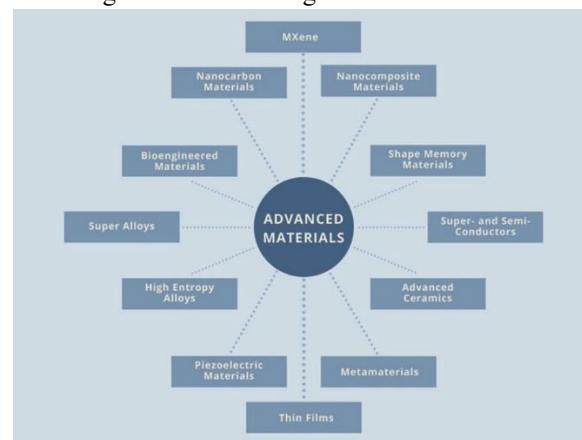 MXene
Nanocarbon
Materials
Nanocomposite
Materials
Bioengineered
Materials
Shape Memory
Materials
Super Alloys
ADVANCED
MATERIALS
Super- and Semi-
Conductors
High Entropy
Alloys
Advanced
Ceramics
Piezoelectric
Materials
Metamaterials
Thin Films